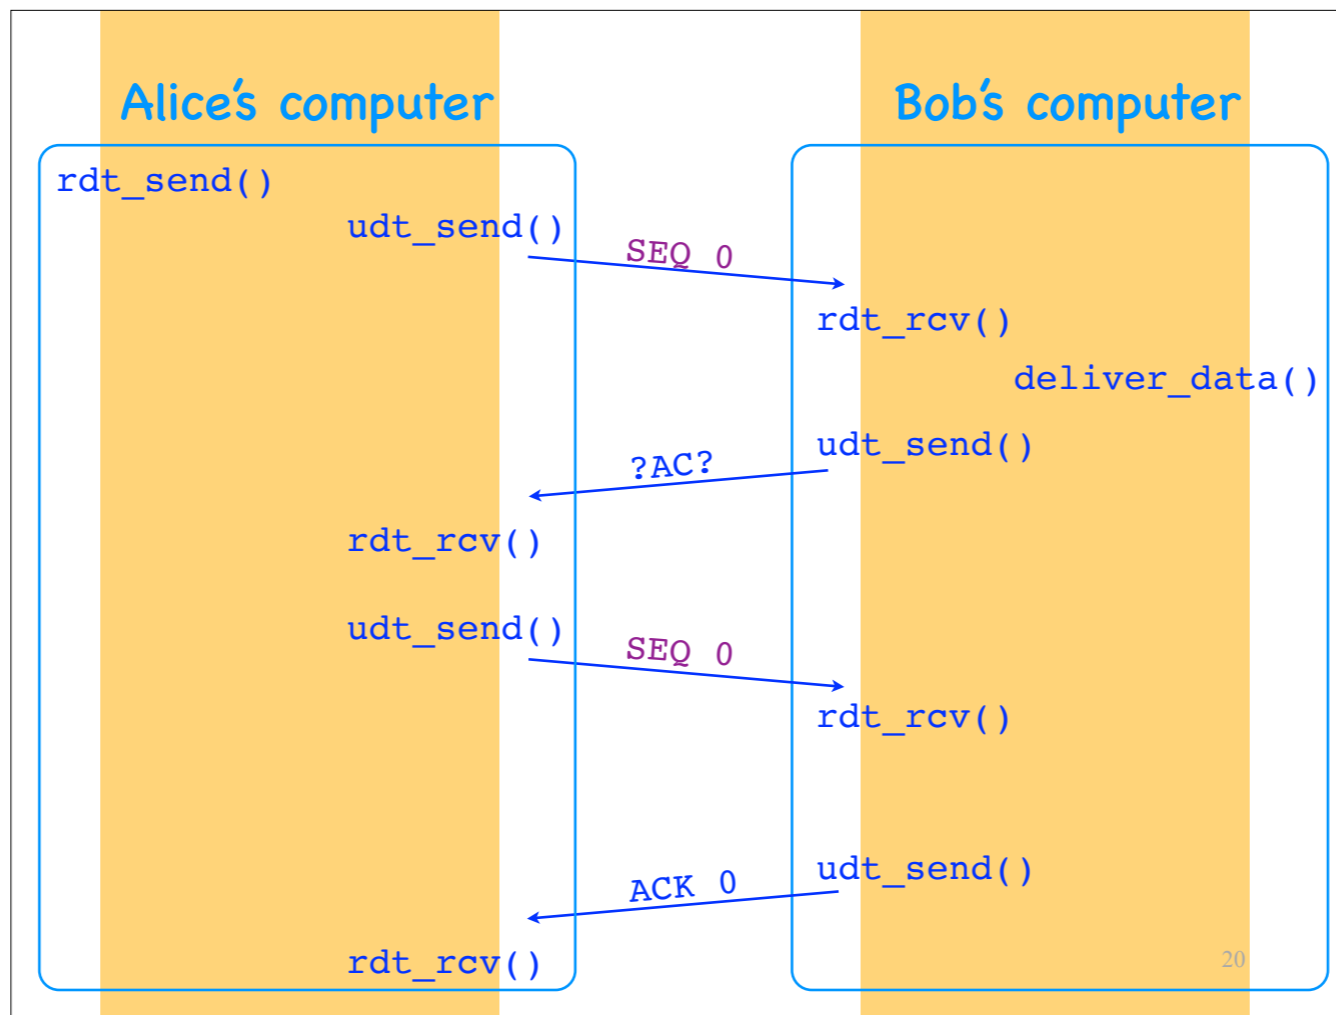 Alice's computer
Bob's computer
rdt_send()
udt_send()
SEQ 0
rdt_rcv()
deliver_data()
udt_send()
?AC?
rdt_rcv()
udt_send()
SEQ 0
rdt_rcv()
udt_send()
ACK 0
rdt_rcv()
20